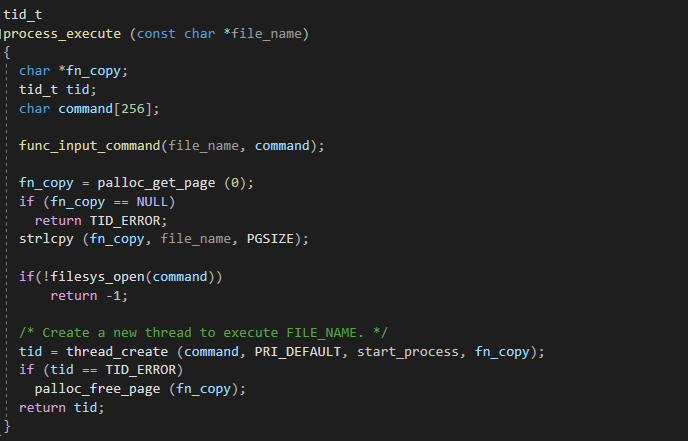 tid_t
process_execute (const char *file_name)
{
  char *fn_copy;
  tid_t tid;
  char command[256];

  func_input_command(file_name, command);

  fn_copy = palloc_get_page (0);
  if (fn_copy == NULL)
    return TID_ERROR;
  strlcpy (fn_copy, file_name, PGSIZE);

  if(!filesys_open(command))
      return -1;

  /* Create a new thread to execute FILE_NAME. */
  tid = thread_create (command, PRI_DEFAULT, start_process, fn_copy);
  if (tid == TID_ERROR)
    palloc_free_page (fn_copy);
  return tid;
}